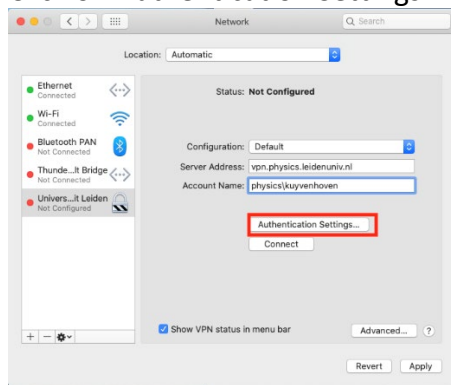 Network
Search
Location: Automatic
Ethernet
Connected
Wi-Fi
Connected
Bluetooth PAN
Not Connected
Thunde...lt Bridge
Not Connected
Univers...it Leiden
Not Configured
Status: Not Configured
Configuration: Default
Server Address: vpn.physics.leidenuniv.nl
Account Name: physics\kuyvenhoven
Authentication Settings...
Connect
Show VPN status in menu bar
Advanced...
?
Revert
Apply